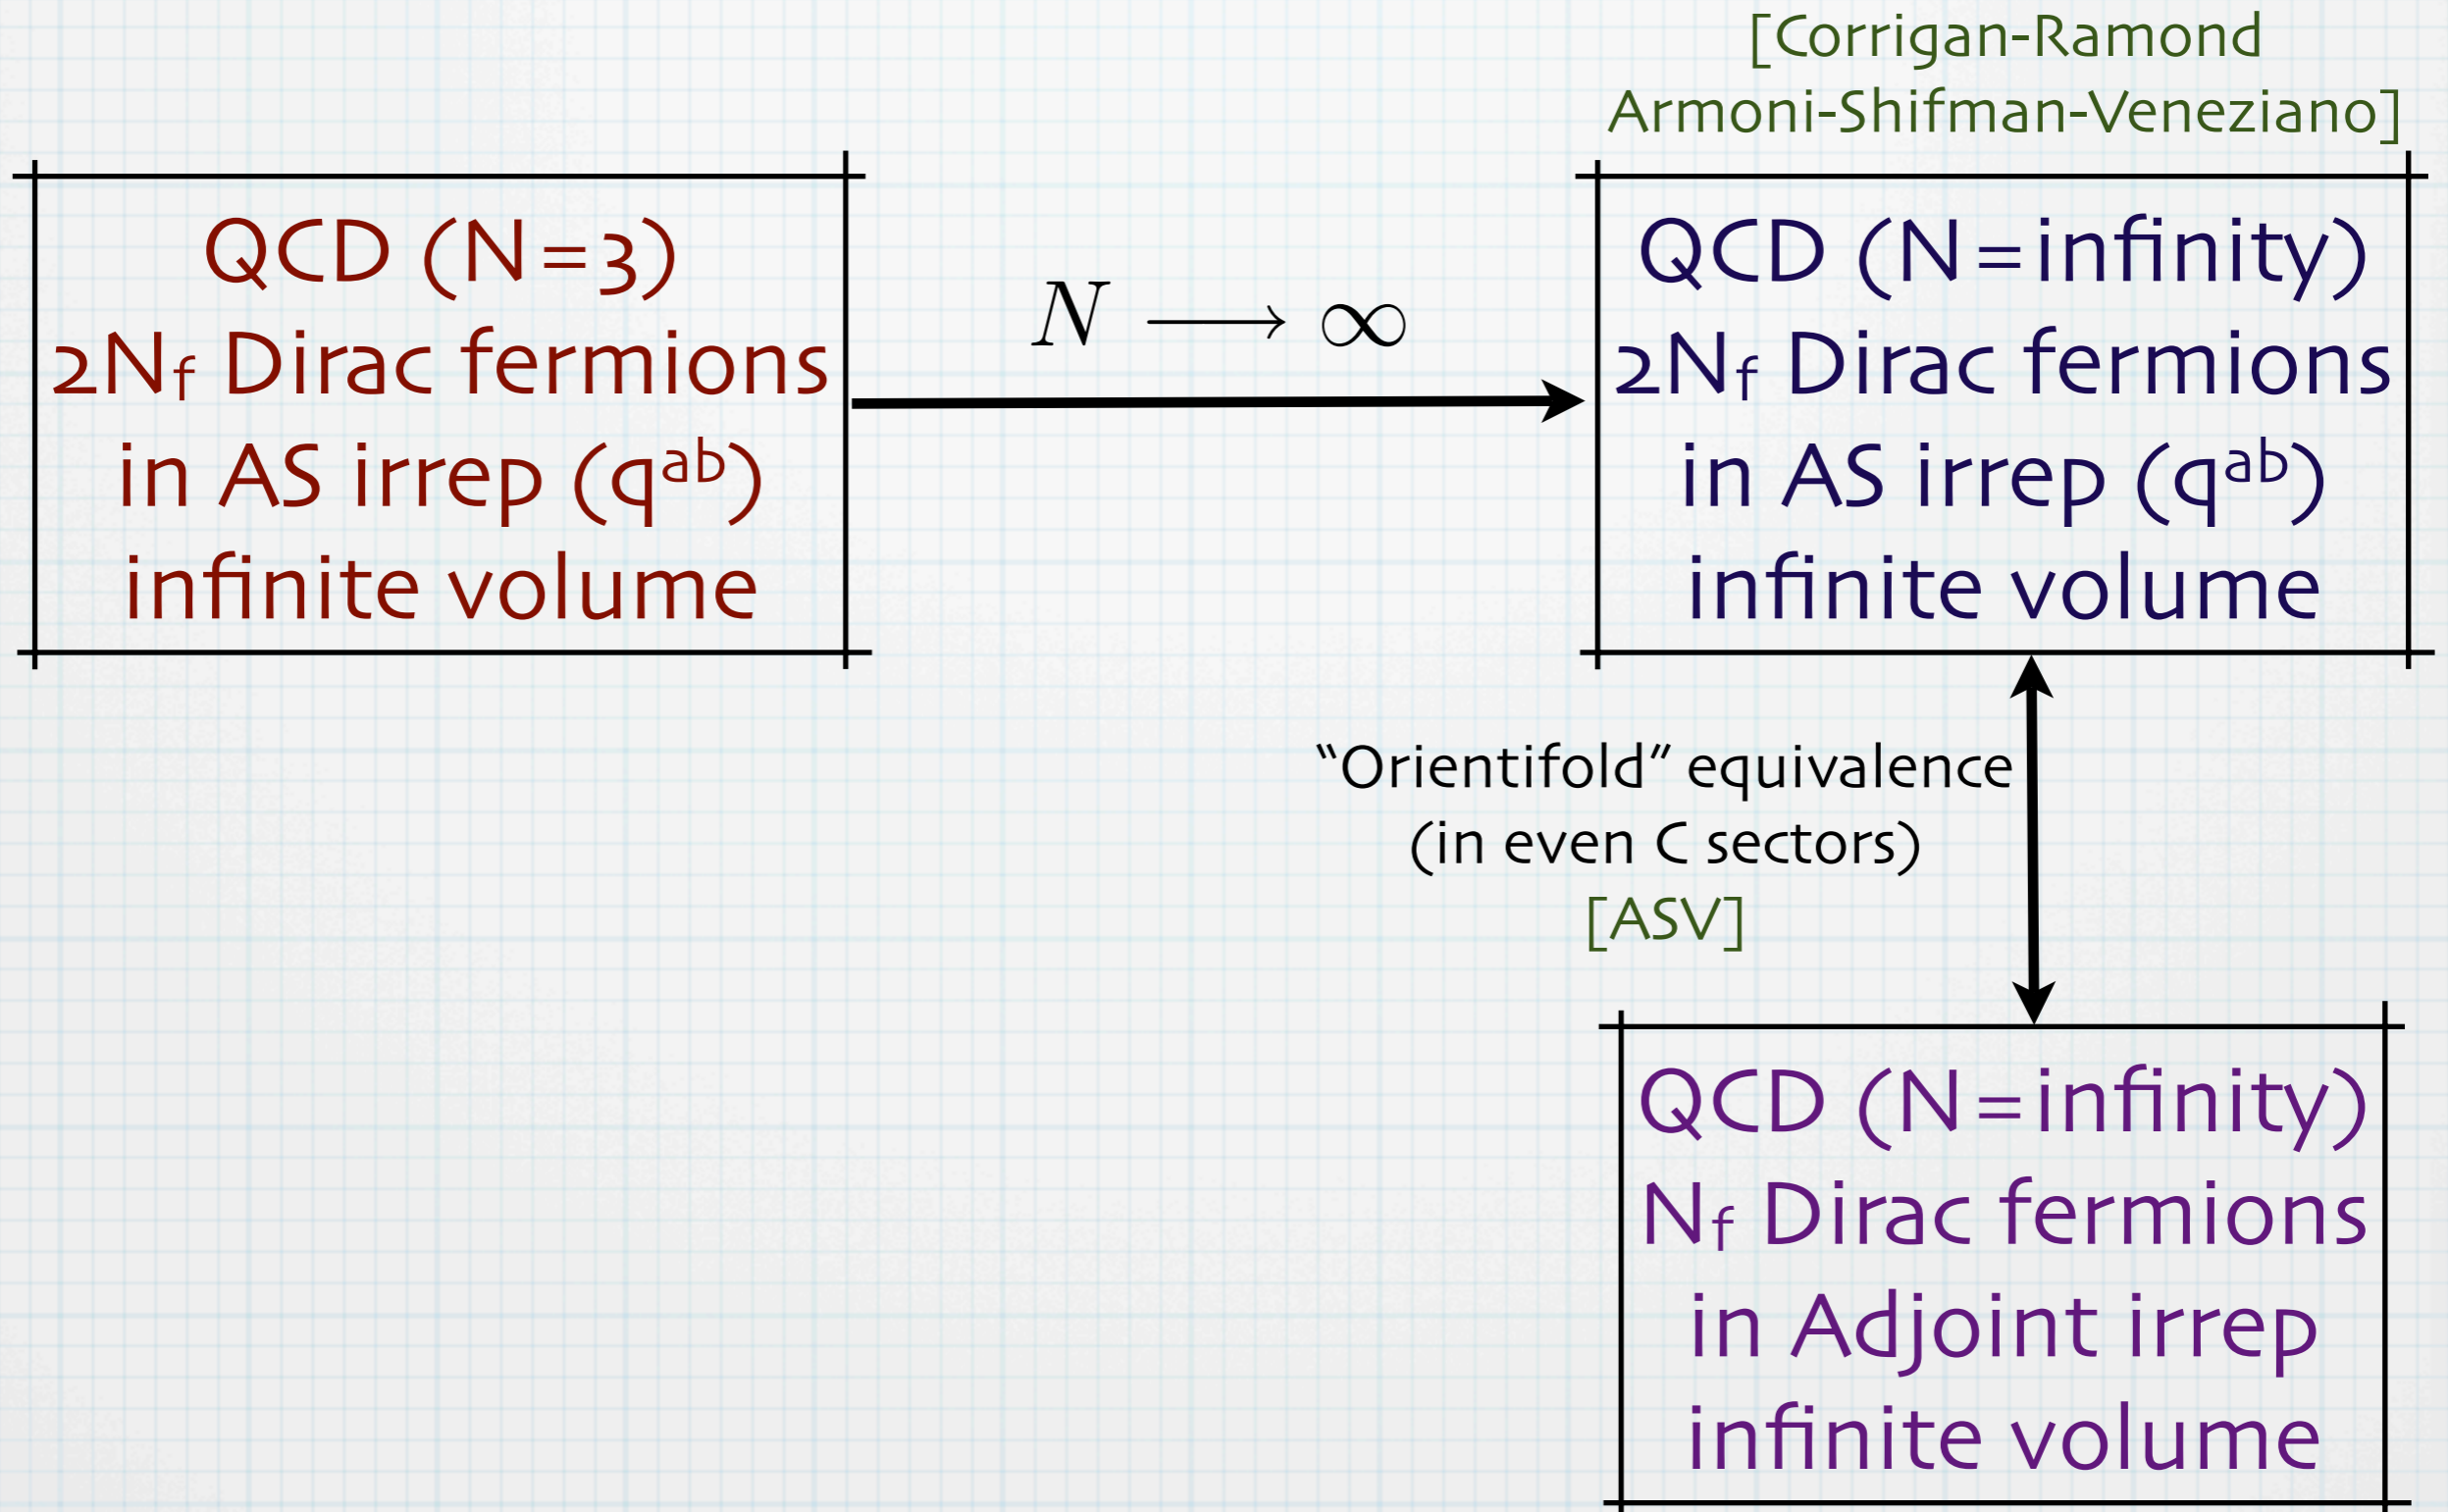 [Corrigan-Ramond
Armoni-Shifman-Veneziano]
QCD (N=3)
2Nf Dirac fermions
in AS irrep (qab)
infinite volume
N ⟶ ∞
QCD (N=infinity)
2Nf Dirac fermions
in AS irrep (qab)
infinite volume
“Orientifold” equivalence
(in even C sectors)
[ASV]
QCD (N=infinity)
Nf Dirac fermions
in Adjoint irrep
infinite volume